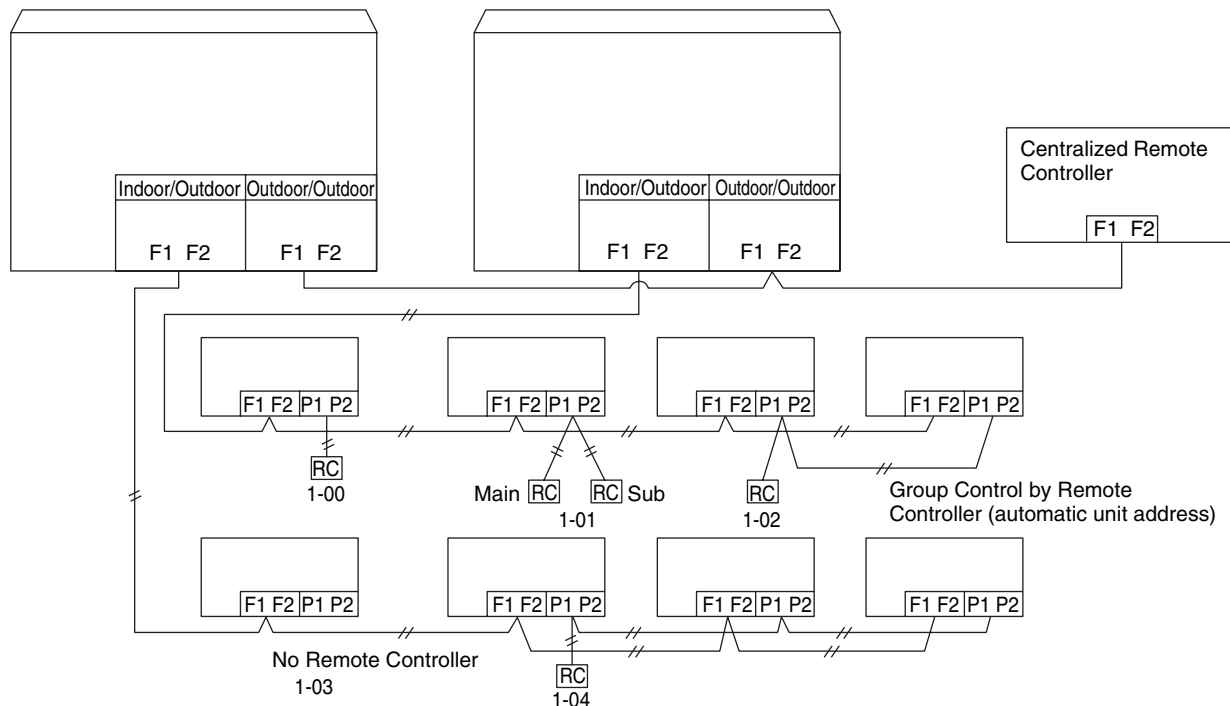 Indoor/Outdoor Outdoor/Outdoor
F1 F2 F1 F2
Indoor/Outdoor Outdoor/Outdoor
F1 F2 F1 F2
Centralized Remote
Controller
F1 F2
F1 F2 P1 P2
F1 F2 P1 P2
F1 F2 P1 P2
F1 F2 P1 P2
RC
1-00
Main RC RC Sub
1-01
RC
1-02
Group Control by Remote
Controller (automatic unit address)
F1 F2 P1 P2
F1 F2 P1 P2
F1 F2 P1 P2
F1 F2 P1 P2
No Remote Controller
1-03
RC
1-04